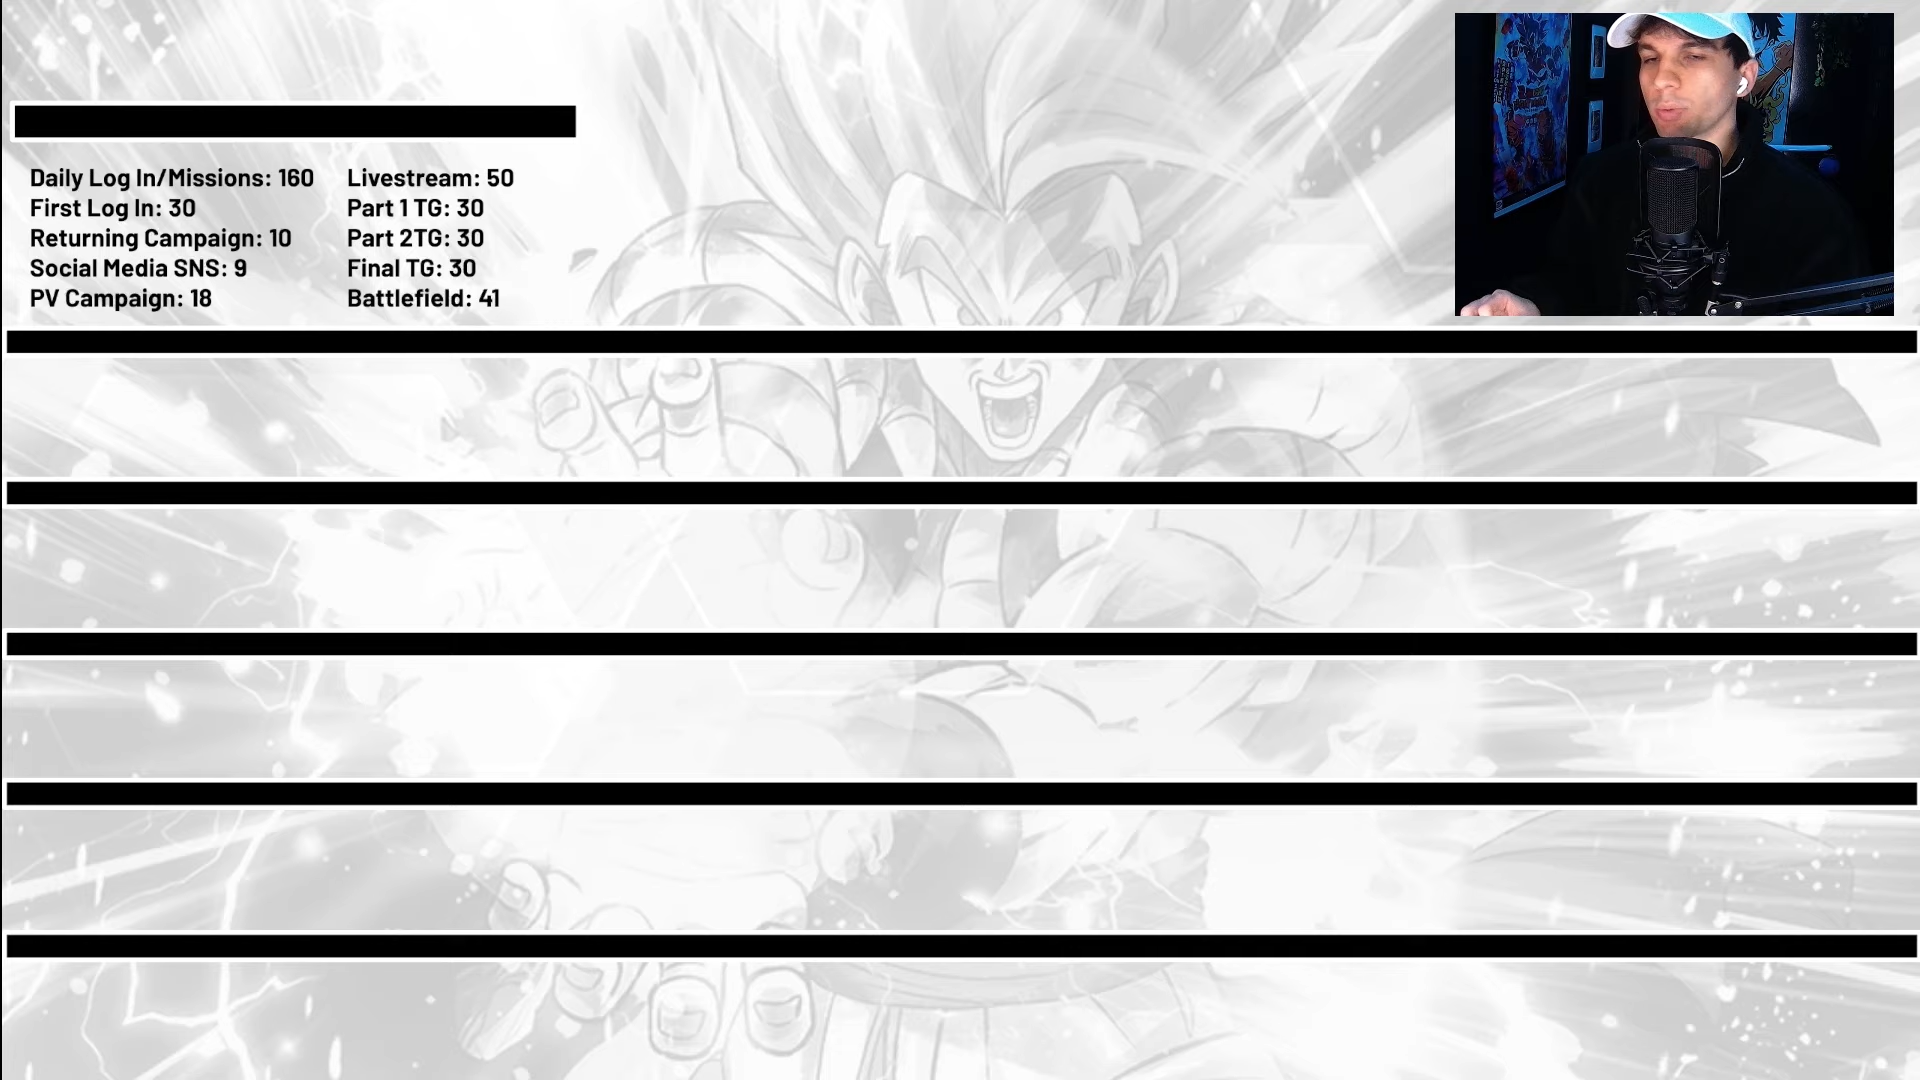 Daily Log In/Missions: 160
First Log In: 30
Returning Campaign: 10
Social Media SNS: 9
PV Campaign: 18
Livestream: 50
Part 1 TG: 30
Part 2TG: 30
Final TG: 30
Battlefield: 41